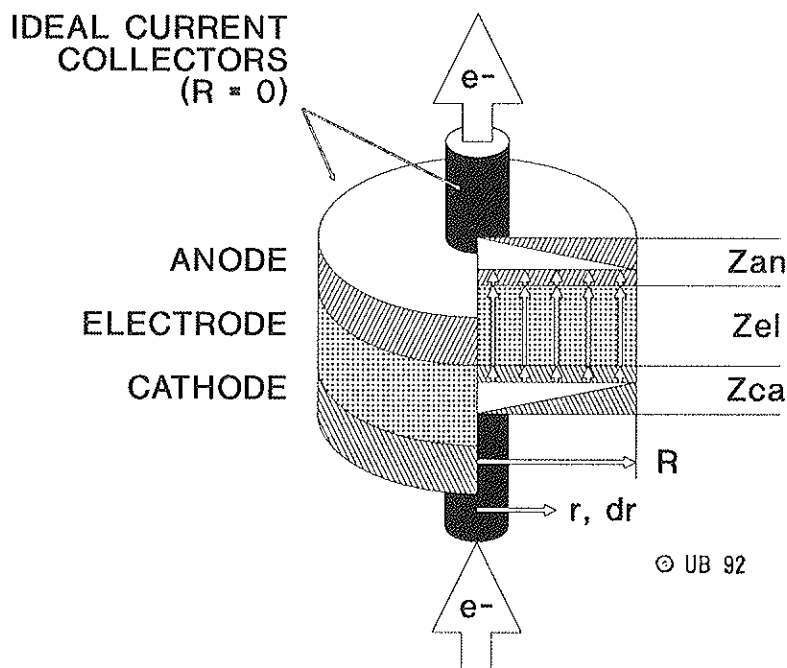 IDEAL CURRENT
COLLECTORS
(R = 0)
e-
ANODE
Zan
ELECTRODE
Zel
CATHODE
Zca
R
r, dr
© UB 92
e-